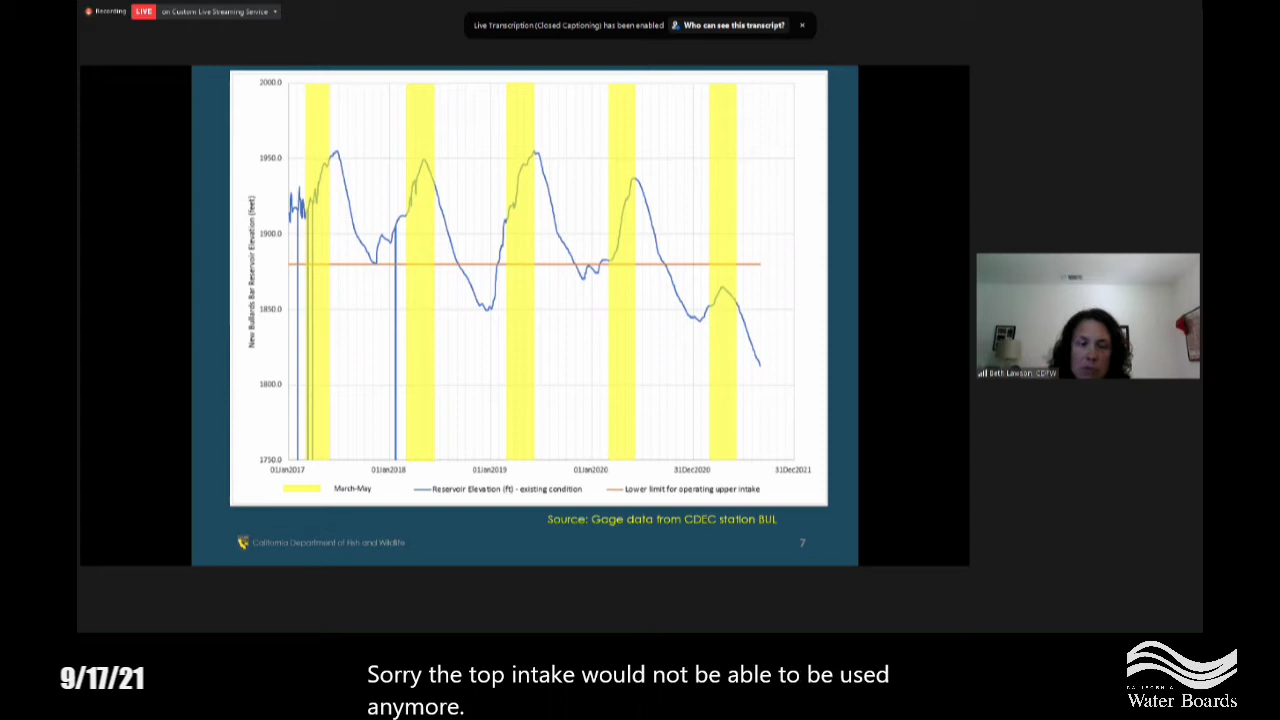 Recording
LIVE
on Custom Live Streaming Service
Live Transcription (Closed Captioning) has been enabled
Who can see this transcript?
2000.0
1950.0
1900.0
1850.0
1800.0
1750.0
New Bullards Bar Reservoir Elevation (feet)
01Jan2017
01Jan2018
01Jan2019
01Jan2020
31Dec2020
31Dec2021
March-May
Reservoir Elevation (ft) - existing condition
Lower limit for operating upper intake
Source: Gage data from CDEC station BUL
California Department of Fish and Wildlife
7
Beth Lawson, CDFW
9/17/21
Sorry the top intake would not be able to be used
anymore.
CALIFORNIA
Water Boards